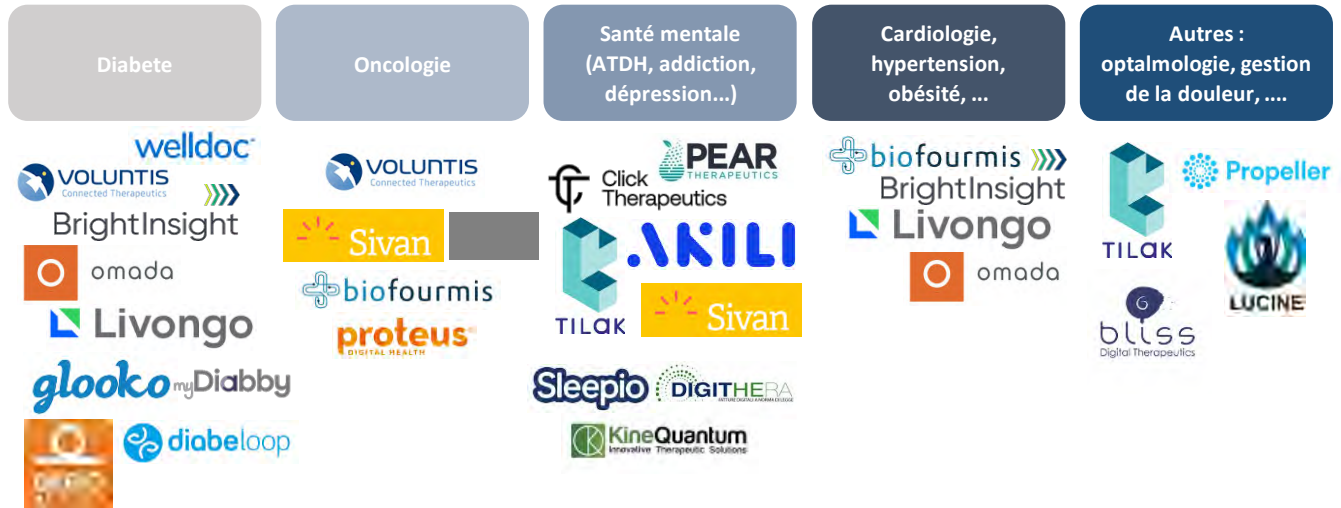 Diabete
Oncologie
Santé mentale
(ATDH, addiction,
dépression...)
Cardiologie,
hypertension,
obésité, ...
Autres :
optalmologie, gestion
de la douleur, ....
welldoc
VOLUNTIS
Connected Therapeutics
BrightInsight
omada
Livongo
glooko
myDiabby
diabeloop
VOLUNTIS
Connected Therapeutics
Sivan
biofourmis
proteus
DIGITAL HEALTH
PEAR
THERAPEUTICS
Click
Therapeutics
TILAK
AKILI
Sivan
Sleepio
DIGITHERA
KineQuantum
Innovative Therapeutic Solutions
biofourmis
BrightInsight
Livongo
omada
TILAK
Propeller
LUCINE
bliss
Digital Therapeutics